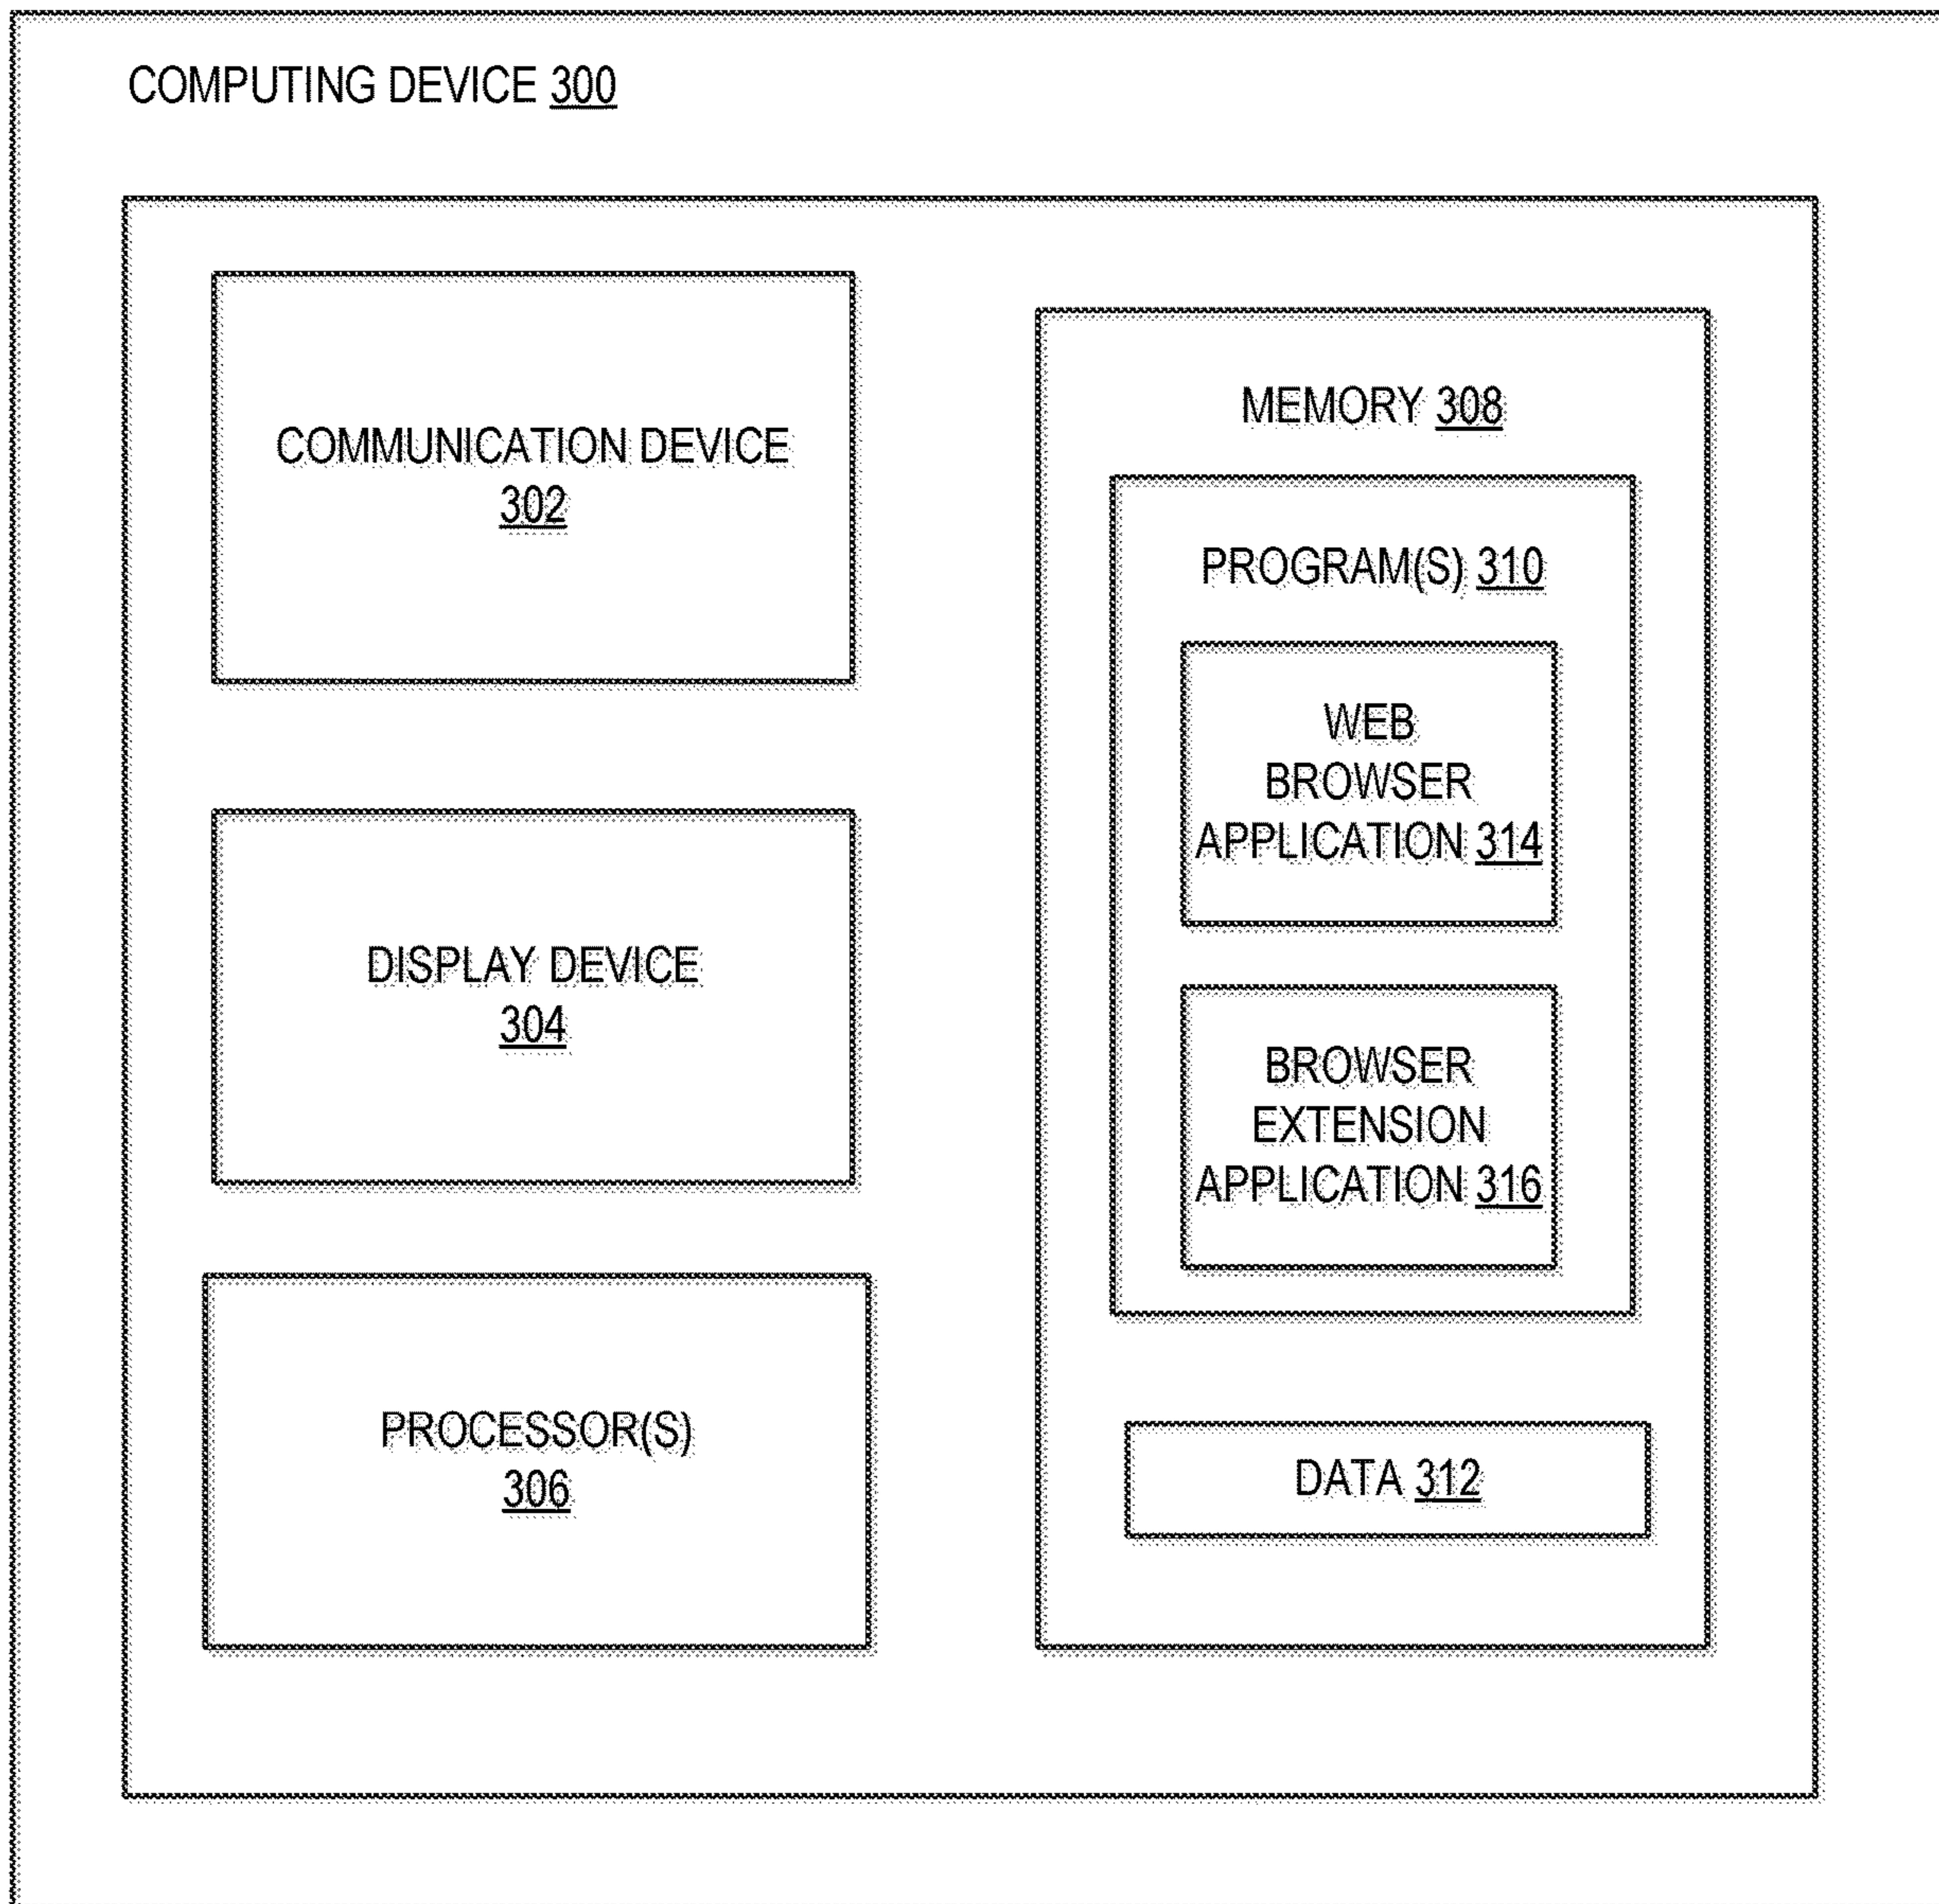 COMPUTING DEVICE 300
COMMUNICATION DEVICE
302
DISPLAY DEVICE
304
PROCESSOR(S)
306
MEMORY 308
PROGRAM(S) 310
WEB
BROWSER
APPLICATION 314
BROWSER
EXTENSION
APPLICATION 316
DATA 312